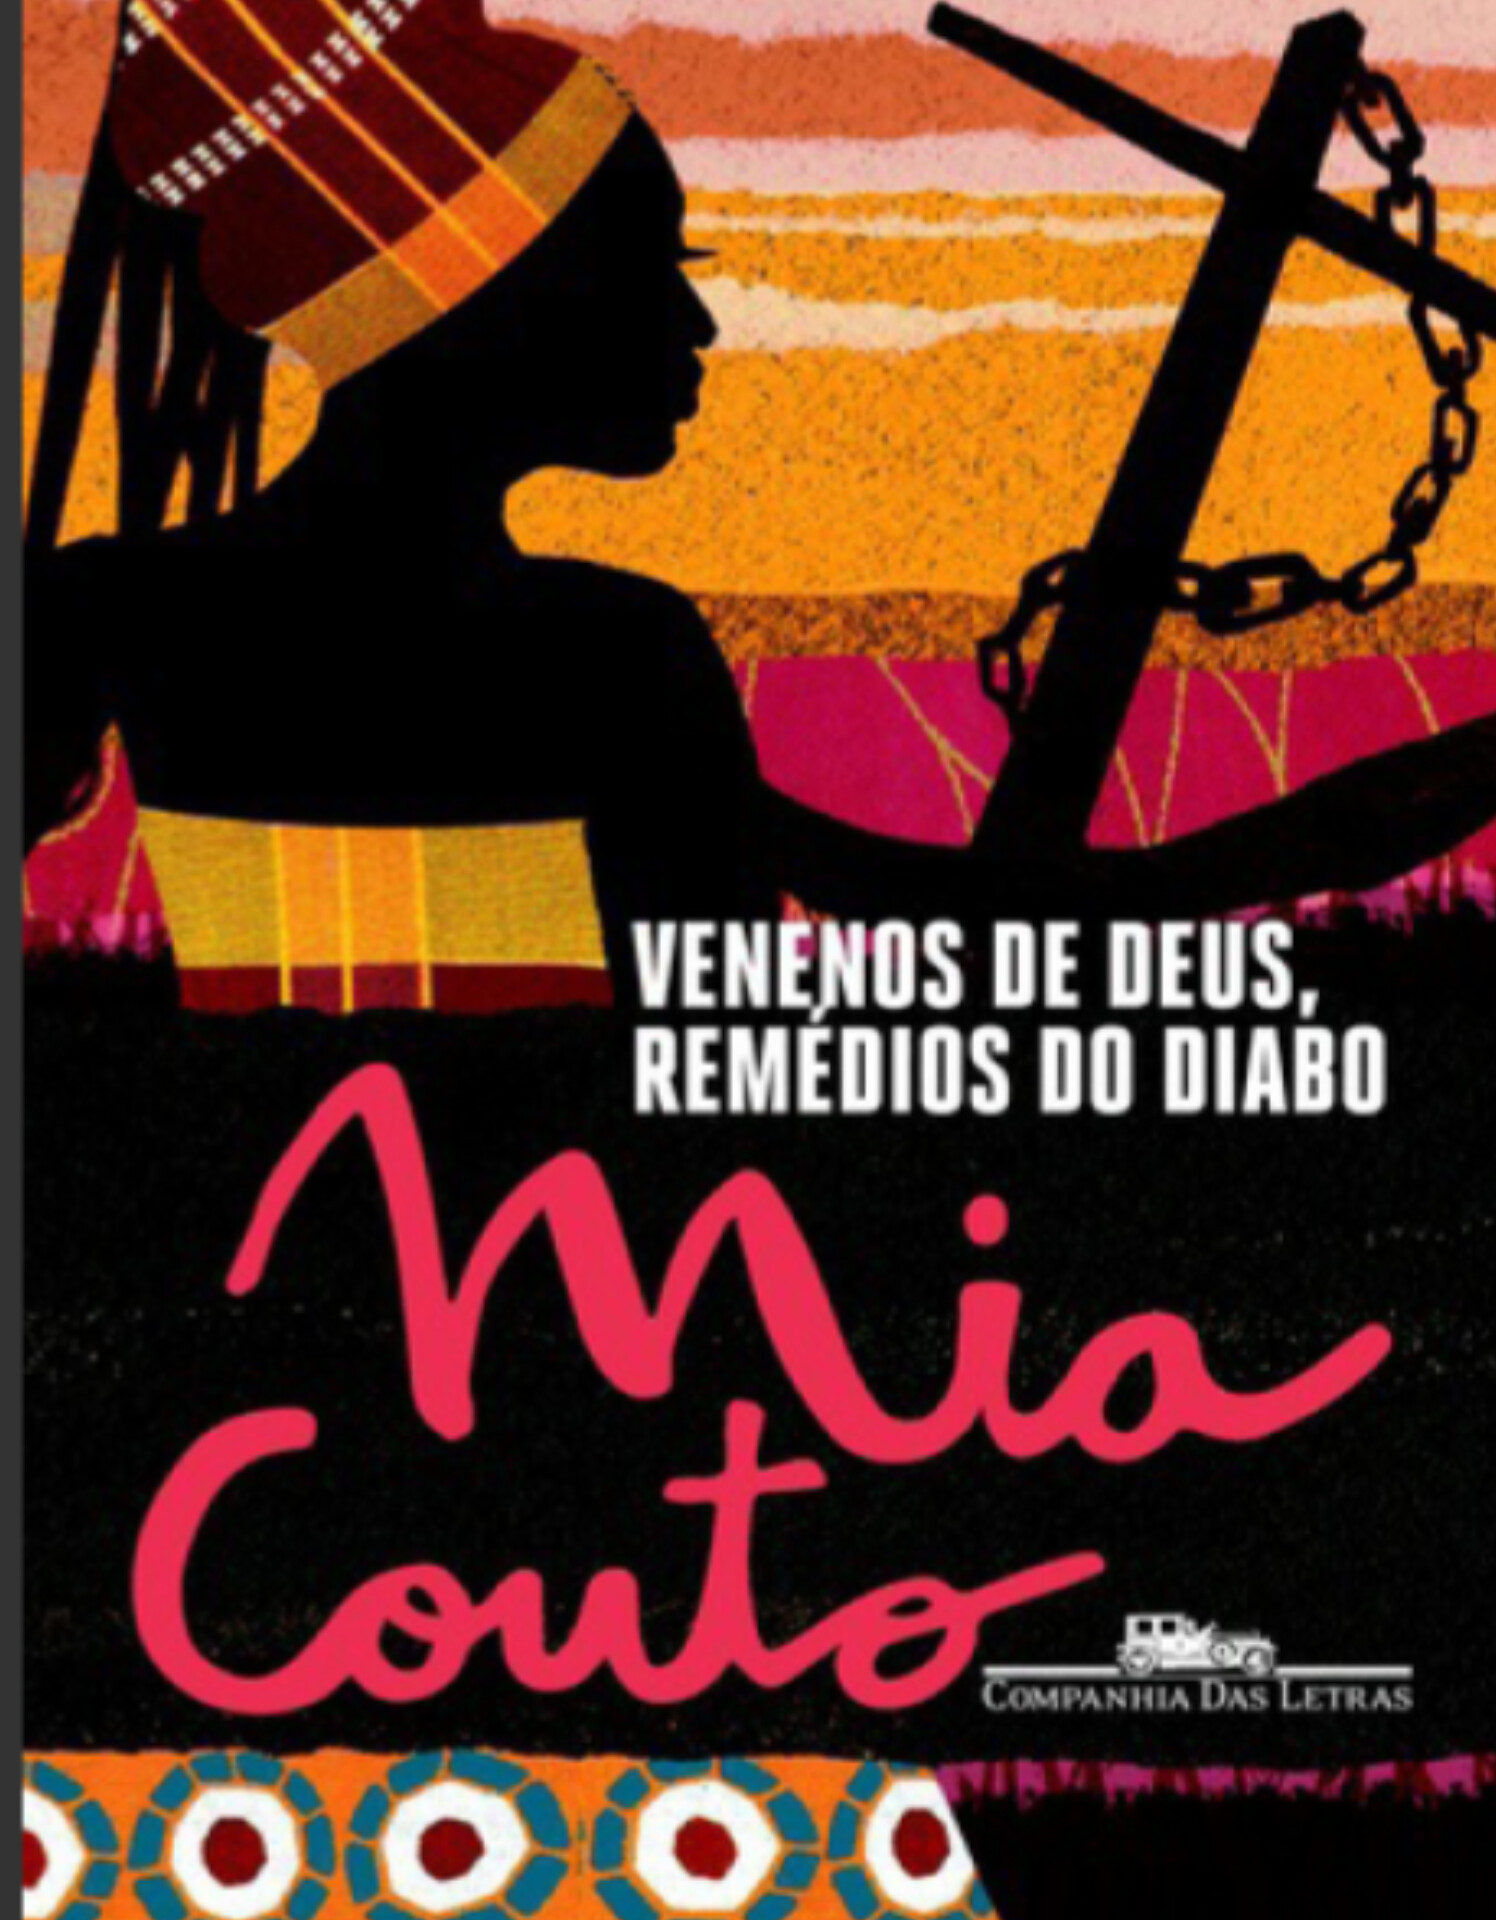 VENENOS DE DEUS,
REMÉDIOS DO DIABO
Mia
Couto
COMPANHIA DAS LETRAS